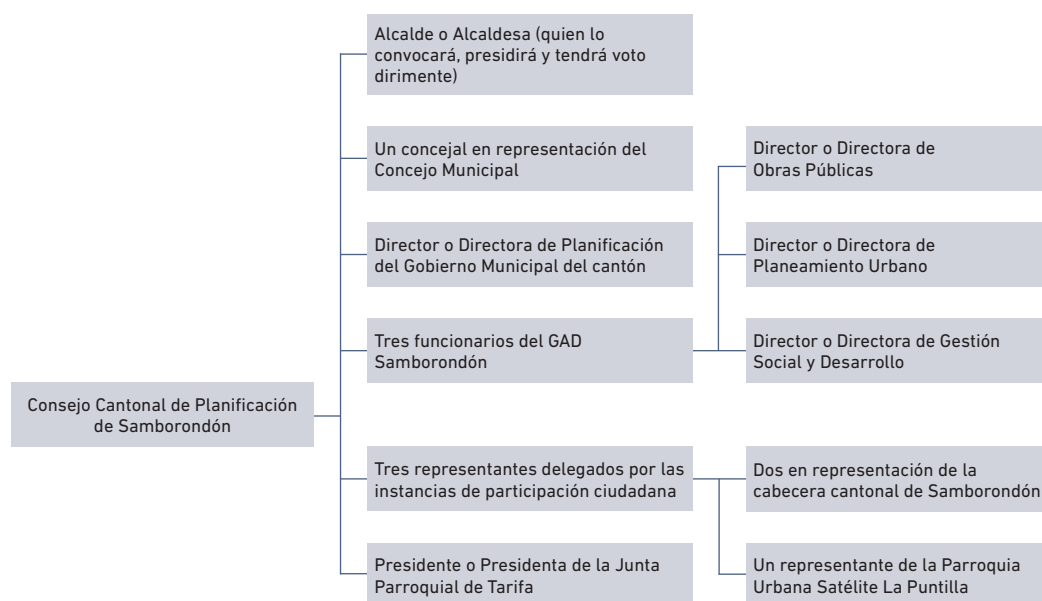 Alcalde o Alcaldesa (quien lo
convocará, presidirá y tendrá voto
dirimente)
Un concejal en representación del
Concejo Municipal
Director o Directora de Planificación
del Gobierno Municipal del cantón
Tres funcionarios del GAD
Samborondón
Director o Directora de
Obras Públicas
Director o Directora de
Planeamiento Urbano
Director o Directora de Gestión
Social y Desarrollo
Consejo Cantonal de Planificación
de Samborondón
Tres representantes delegados por las
instancias de participación ciudadana
Dos en representación de la
cabecera cantonal de Samborondón
Un representante de la Parroquia
Urbana Satélite La Puntilla
Presidente o Presidenta de la Junta
Parroquial de Tarifa